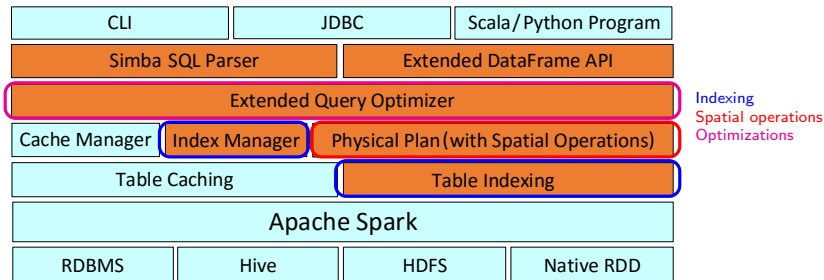 CLI JDBC Scala/Python Program
Simba SQL Parser Extended DataFrame API
Extended Query Optimizer
Indexing
Spatial operations
Optimizations
Cache Manager Index Manager Physical Plan (with Spatial Operations)
Table Caching Table Indexing
Apache Spark
RDBMS Hive HDFS Native RDD